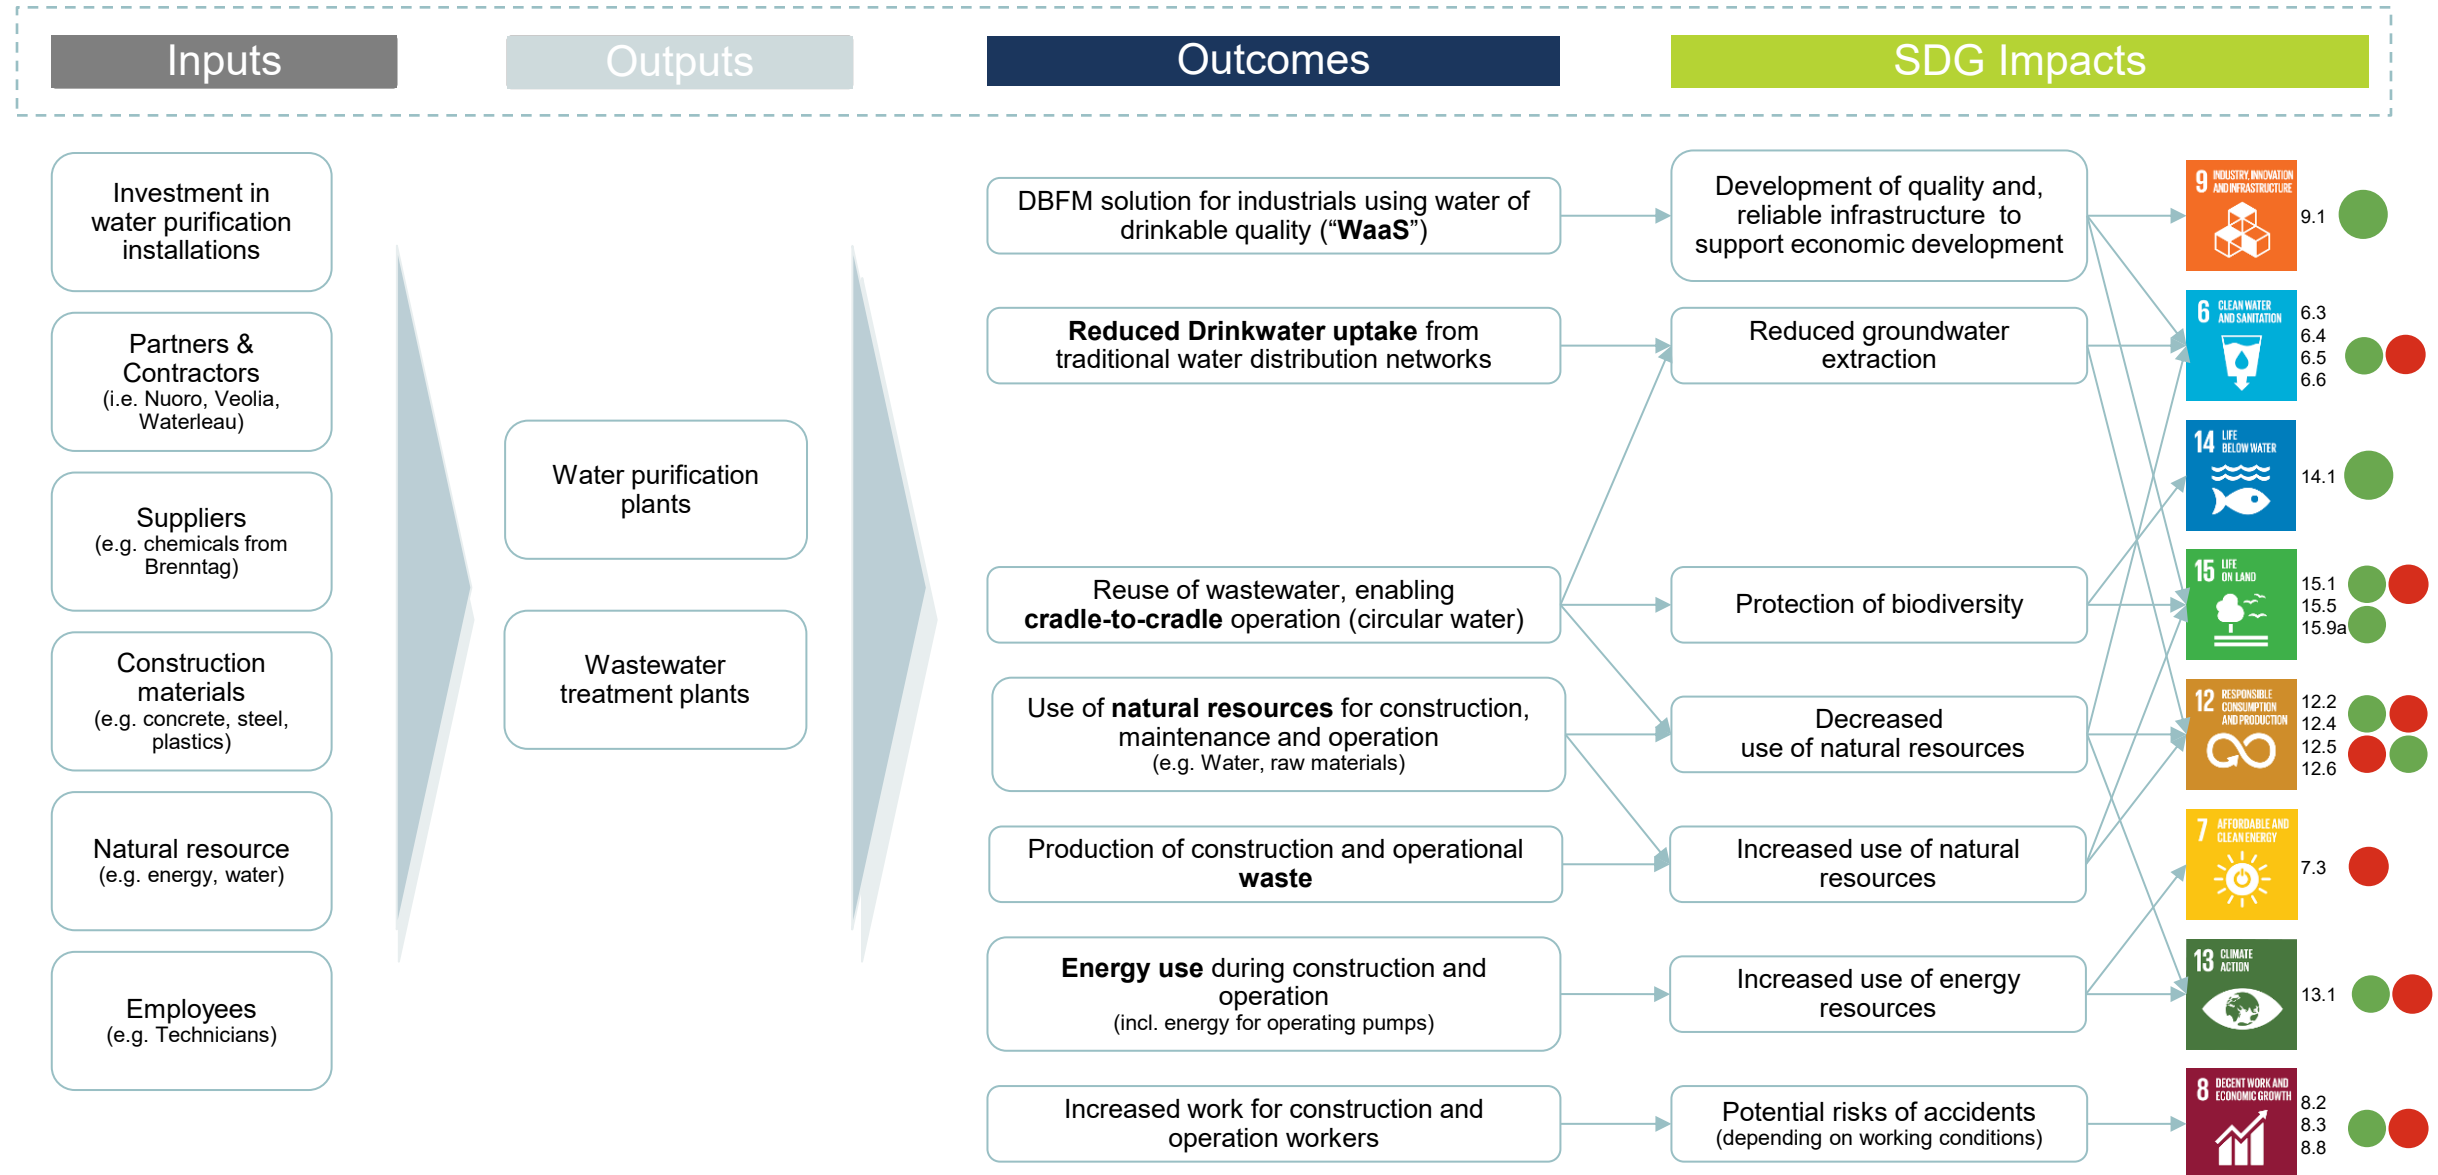 Inputs
Outputs
Outcomes
SDG Impacts
Investment in
water purification
installations
Partners &
Contractors
(i.e. Nuoro, Veolia,
Waterleau)
Suppliers
(e.g. chemicals from
Brenntag)
Construction
materials
(e.g. concrete, steel,
plastics)
Natural resource
(e.g. energy, water)
Employees
(e.g. Technicians)
Water purification
plants
Wastewater
treatment plants
DBFM solution for industrials using water of
drinkable quality (“WaaS”)
Reduced Drinkwater uptake from
traditional water distribution networks
Reuse of wastewater, enabling
cradle-to-cradle operation (circular water)
Use of natural resources for construction,
maintenance and operation
(e.g. Water, raw materials)
Production of construction and operational
waste
Energy use during construction and
operation
(incl. energy for operating pumps)
Increased work for construction and
operation workers
Development of quality and,
reliable infrastructure to
support economic development
Reduced groundwater
extraction
Protection of biodiversity
Decreased
use of natural resources
Increased use of natural
resources
Increased use of energy
resources
Potential risks of accidents
(depending on working conditions)
9 INDUSTRY, INNOVATION
AND INFRASTRUCTURE
9.1
6 CLEAN WATER
AND SANITATION
6.3
6.4
6.5
6.6
14 LIFE
BELOW WATER
14.1
15 LIFE
ON LAND
15.1
15.5
15.9a
12 RESPONSIBLE
CONSUMPTION
AND PRODUCTION
12.2
12.4
12.5
12.6
7 AFFORDABLE AND
CLEAN ENERGY
7.3
13 CLIMATE
ACTION
13.1
8 DECENT WORK AND
ECONOMIC GROWTH
8.2
8.3
8.8